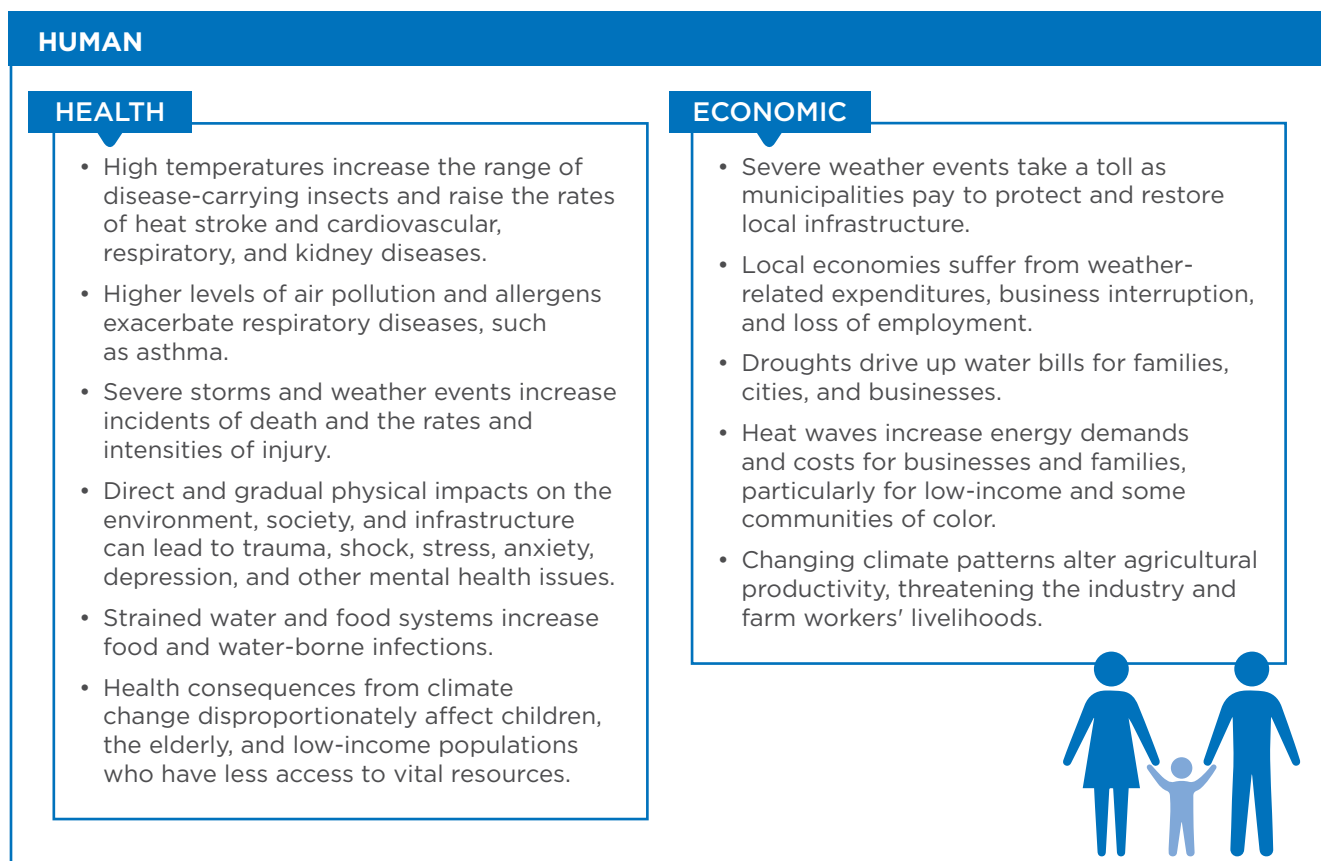 HUMAN
HEALTH
• High temperatures increase the range of
disease-carrying insects and raise the rates
of heat stroke and cardiovascular,
respiratory, and kidney diseases.
• Higher levels of air pollution and allergens
exacerbate respiratory diseases, such
as asthma.
• Severe storms and weather events increase
incidents of death and the rates and
intensities of injury.
• Direct and gradual physical impacts on the
environment, society, and infrastructure
can lead to trauma, shock, stress, anxiety,
depression, and other mental health issues.
• Strained water and food systems increase
food and water-borne infections.
• Health consequences from climate
change disproportionately affect children,
the elderly, and low-income populations
who have less access to vital resources.
ECONOMIC
• Severe weather events take a toll as
municipalities pay to protect and restore
local infrastructure.
• Local economies suffer from weather-
related expenditures, business interruption,
and loss of employment.
• Droughts drive up water bills for families,
cities, and businesses.
• Heat waves increase energy demands
and costs for businesses and families,
particularly for low-income and some
communities of color.
• Changing climate patterns alter agricultural
productivity, threatening the industry and
farm workers' livelihoods.